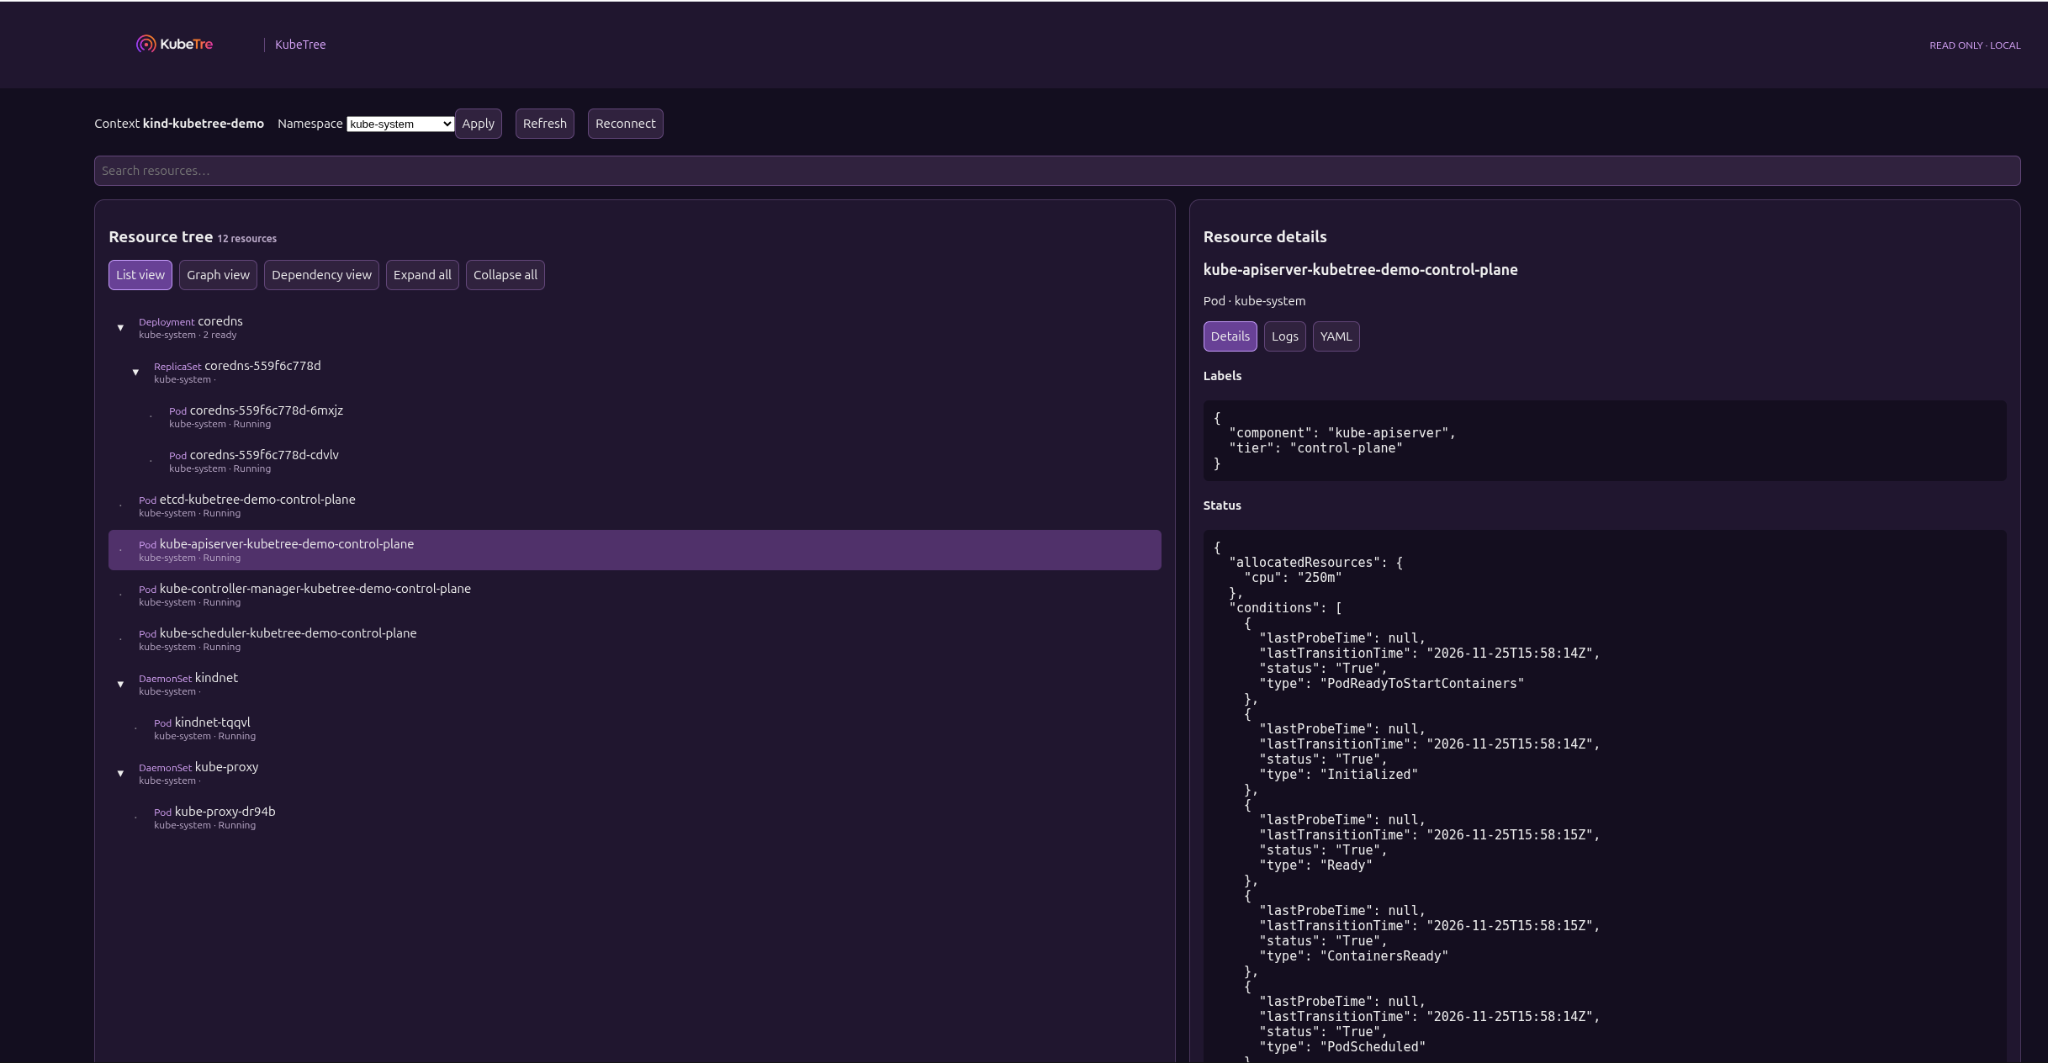 KubeTre
KubeTree
READ ONLY · LOCAL
Context kind-kubetree-demo Namespace kube-system Apply Refresh Reconnect
Search resources...
Resource tree 12 resources
List view Graph view Dependency view Expand all Collapse all
Deployment coredns
kube-system · 2 ready
ReplicaSet coredns-559f6c778d
kube-system ·
Pod coredns-559f6c778d-6mxjz
kube-system · Running
Pod coredns-559f6c778d-cdvlv
kube-system · Running
Pod etcd-kubetree-demo-control-plane
kube-system · Running
Pod kube-apiserver-kubetree-demo-control-plane
kube-system · Running
Pod kube-controller-manager-kubetree-demo-control-plane
kube-system · Running
Pod kube-scheduler-kubetree-demo-control-plane
kube-system · Running
DaemonSet kindnet
kube-system ·
Pod kindnet-tqqvl
kube-system · Running
DaemonSet kube-proxy
kube-system ·
Pod kube-proxy-dr94b
kube-system · Running
Resource details
kube-apiserver-kubetree-demo-control-plane
Pod · kube-system
Details Logs YAML
Labels
{
"component": "kube-apiserver",
"tier": "control-plane"
}
Status
{
"allocatedResources": {
"cpu": "250m"
},
"conditions": [
{
"lastProbeTime": null,
"lastTransitionTime": "2026-11-25T15:58:14Z",
"status": "True",
"type": "PodReadyToStartContainers"
},
{
"lastProbeTime": null,
"lastTransitionTime": "2026-11-25T15:58:14Z",
"status": "True",
"type": "Initialized"
},
{
"lastProbeTime": null,
"lastTransitionTime": "2026-11-25T15:58:15Z",
"status": "True",
"type": "Ready"
},
{
"lastProbeTime": null,
"lastTransitionTime": "2026-11-25T15:58:15Z",
"status": "True",
"type": "ContainersReady"
},
{
"lastProbeTime": null,
"lastTransitionTime": "2026-11-25T15:58:14Z",
"status": "True",
"type": "PodScheduled"
}